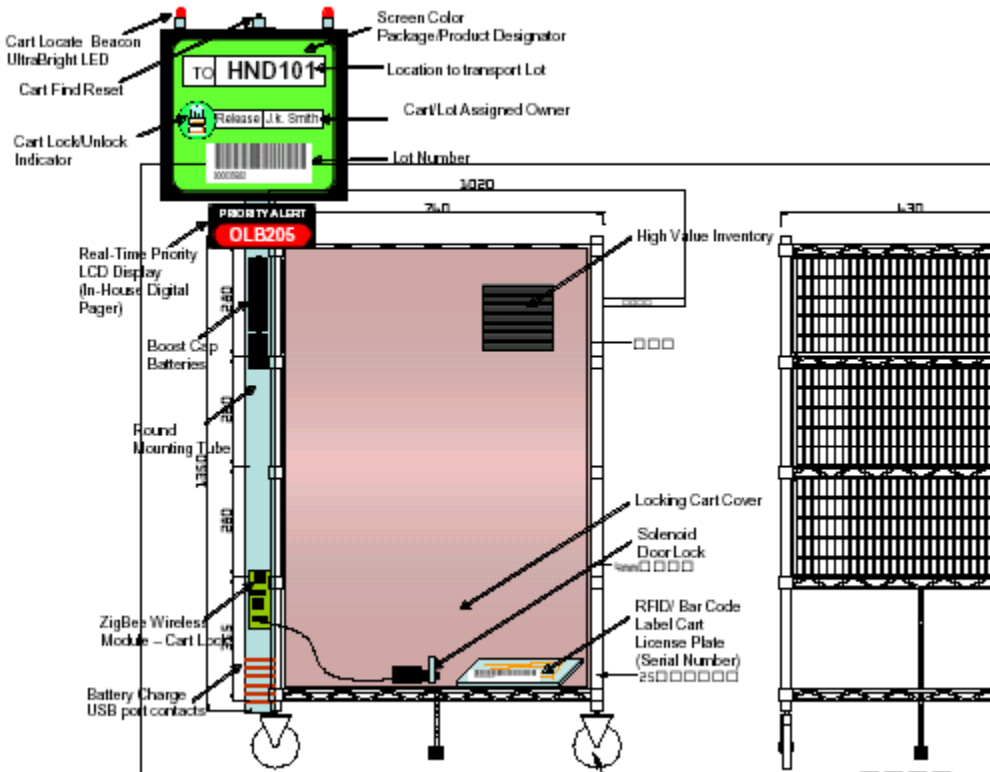 Cart Locate Beacon
UltraBright LED
Cart Find Reset
Cart Lock/Unlock
Indicator
Screen Color
Package/Product Designator
Location to transport Lot
Cart/Lot Assigned Owner
Lot Number
TO HND101
Release J.k. Smith
PRIORITY ALERT
OLB205
1020
740
430
Real-Time Priority
LCD Display
(In-House Digital
Pager)
High Value Inventory
280
Boost Cap
Batteries
Round
Mounting Tube
280
1350
280
Locking Cart Cover
Solenoid
Door Lock
ZigBee Wireless
Module – Cart Lock
RFID/ Bar Code
Label Cart
License Plate
(Serial Number)
25□□□□□□
Battery Charge
USB port contacts